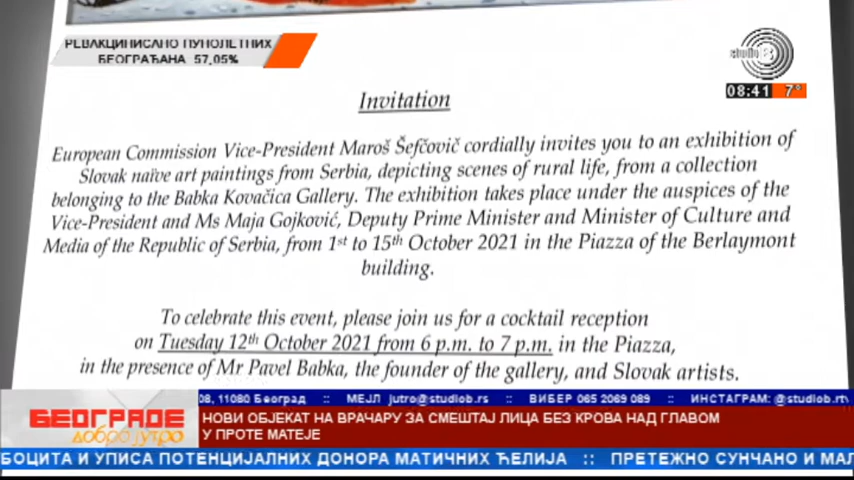 РЕВАКЦИНИСАНО ПУНОЛЕТНИХ
БЕОГРАЂАНА 57,05%
studio B
08:41 7°
Invitation
European Commission Vice-President Maroš Šefčovič cordially invites you to an exhibition of
Slovak naïve art paintings from Serbia, depicting scenes of rural life, from a collection
belonging to the Babka Kovačica Gallery. The exhibition takes place under the auspices of the
Vice-President and Ms Maja Gojković, Deputy Prime Minister and Minister of Culture and
Media of the Republic of Serbia, from 1st to 15th October 2021 in the Piazza of the Berlaymont
building.
To celebrate this event, please join us for a cocktail reception
on Tuesday 12th October 2021 from 6 p.m. to 7 p.m. in the Piazza,
in the presence of Mr Pavel Babka, the founder of the gallery, and Slovak artists.
08, 11080 Београд :: МЕЈЛ jutro@studiob.rs :: ВИБЕР 065 2069 089 :: ИНСТАГРАМ: @studiob.rtv
БЕОГРАДЕ
добро јутро
НОВИ ОБЈЕКАТ НА ВРАЧАРУ ЗА СМЕШТАЈ ЛИЦА БЕЗ КРОВА НАД ГЛАВОМ
У ПРОТЕ МАТЕЈЕ
БОЦИТА И УПИСА ПОТЕНЦИЈАЛНИХ ДОНОРА МАТИЧНИХ ЋЕЛИЈА :: ПРЕТЕЖНО СУНЧАНО И МАЛ